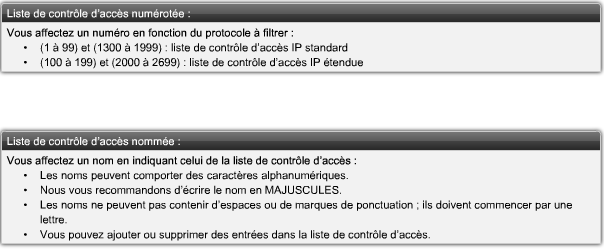 Liste de contrôle d'accès numérotée :
Vous affectez un numéro en fonction du protocole à filtrer :
• (1 à 99) et (1300 à 1999) : liste de contrôle d'accès IP standard
• (100 à 199) et (2000 à 2699) : liste de contrôle d'accès IP étendue
Liste de contrôle d'accès nommée :
Vous affectez un nom en indiquant celui de la liste de contrôle d'accès :
• Les noms peuvent comporter des caractères alphanumériques.
• Nous vous recommandons d'écrire le nom en MAJUSCULES.
• Les noms ne peuvent pas contenir d'espaces ou de marques de ponctuation ; ils doivent commencer par une
lettre.
• Vous pouvez ajouter ou supprimer des entrées dans la liste de contrôle d'accès.